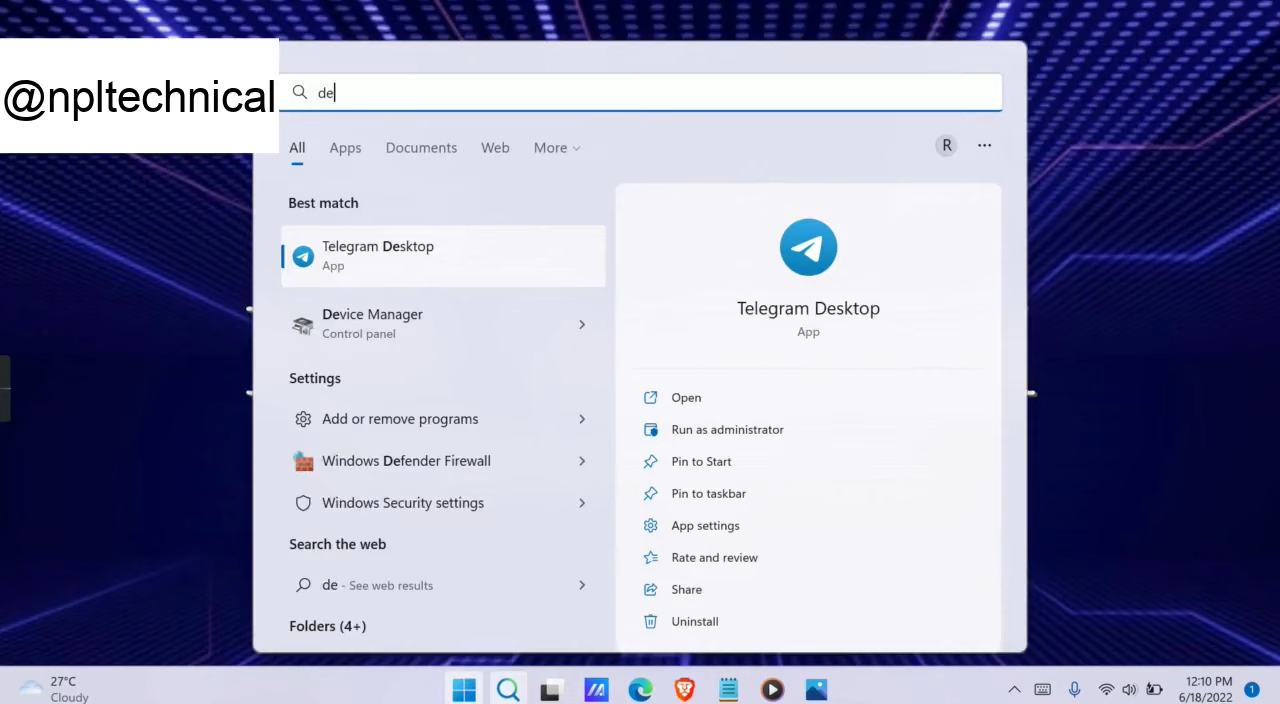 @npltechnical
de
All Apps Documents Web More
R
Best match
Telegram Desktop
App
Device Manager
Control panel
Settings
Add or remove programs
Windows Defender Firewall
Windows Security settings
Search the web
de - See web results
Folders (4+)
Telegram Desktop
App
Open
Run as administrator
Pin to Start
Pin to taskbar
App settings
Rate and review
Share
Uninstall
27°C
Cloudy
12:10 PM
6/18/2022
1